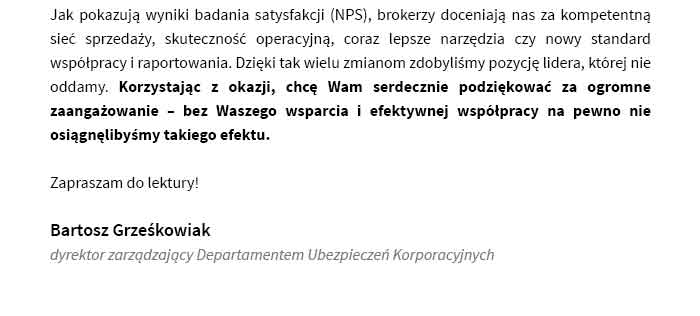 Jak pokazują wyniki badania satysfakcji (NPS), brokerzy doceniają nas za kompetentną
sieć sprzedaży, skuteczność operacyjną, coraz lepsze narzędzia czy nowy standard
współpracy i raportowania. Dzięki tak wielu zmianom zdobyliśmy pozycję lidera, której nie
oddamy. Korzystając z okazji, chcę Wam serdecznie podziękować za ogromne
zaangażowanie – bez Waszego wsparcia i efektywnej współpracy na pewno nie
osiągnęlibyśmy takiego efektu.
Zapraszam do lektury!
Bartosz Grześkowiak
dyrektor zarządzający Departamentem Ubezpieczeń Korporacyjnych